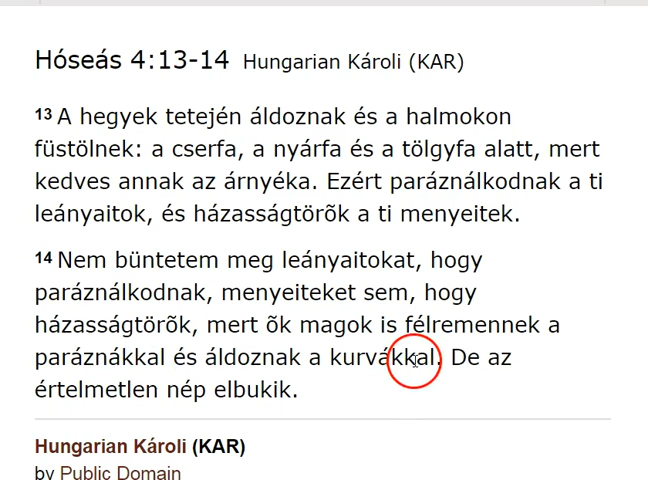 Hóseás 4:13-14 Hungarian Károli (KAR)
13 A hegyek tetején áldoznak és a halmokon
füstölnek: a cserfa, a nyárfa és a tölgyfa alatt, mert
kedves annak az árnyéka. Ezért paráználkodnak a ti
leányaitok, és házasságtörõk a ti menyeitek.
14 Nem büntetem meg leányaitokat, hogy
paráználkodnak, menyeiteket sem, hogy
házasságtörõk, mert õk magok is félremennek a
paráznákkal és áldoznak a kurvákkal. De az
értelmetlen nép elbukik.
Hungarian Károli (KAR)
by Public Domain